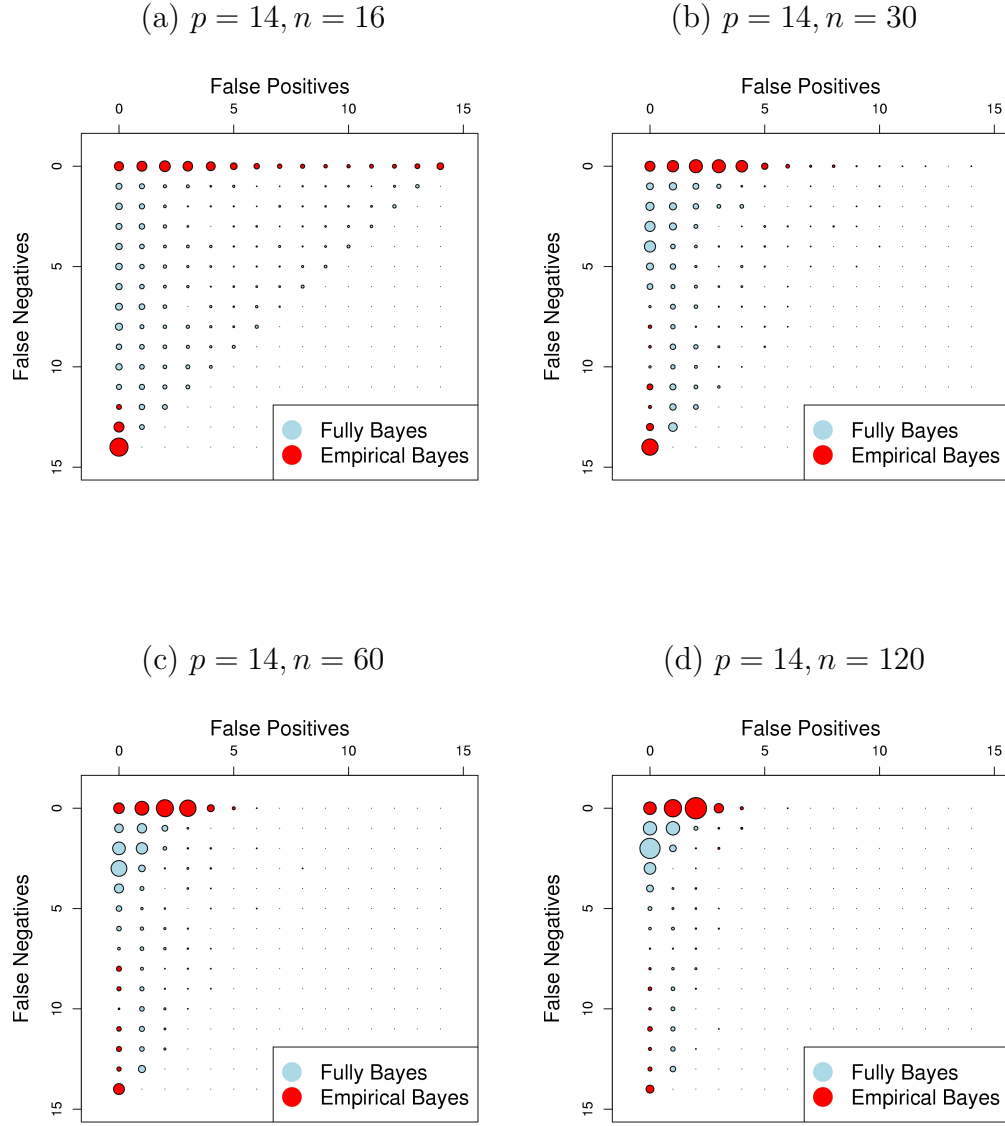 (a) p = 14, n = 16
False Positives
0 5 10 15
False Negatives
0
5
10
15
Fully Bayes
Empirical Bayes
(b) p = 14, n = 30
False Positives
0 5 10 15
False Negatives
0
5
10
15
Fully Bayes
Empirical Bayes
(c) p = 14, n = 60
False Positives
0 5 10 15
False Negatives
0
5
10
15
Fully Bayes
Empirical Bayes
(d) p = 14, n = 120
False Positives
0 5 10 15
False Negatives
0
5
10
15
Fully Bayes
Empirical Bayes